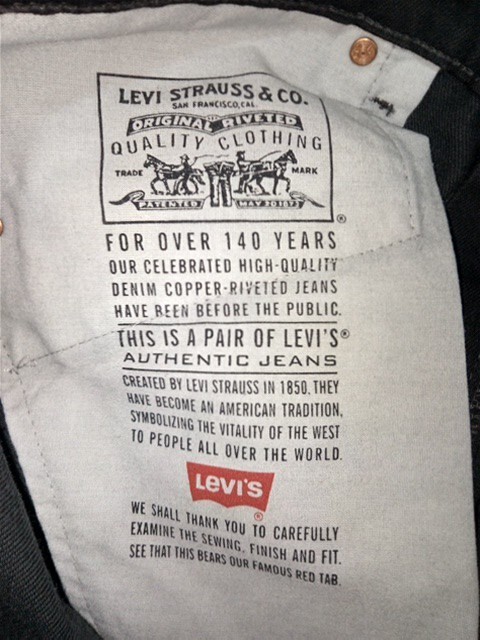 LEVI STRAUSS & CO.
SAN FRANCISCO, CAL.
ORIGINAL RIVETED
QUALITY CLOTHING
TRADE MARK
PATENTED MAY 20 1873
®
FOR OVER 140 YEARS
OUR CELEBRATED HIGH-QUALITY
DENIM COPPER-RIVETED JEANS
HAVE BEEN BEFORE THE PUBLIC.
THIS IS A PAIR OF LEVI'S®
AUTHENTIC JEANS
CREATED BY LEVI STRAUSS IN 1850, THEY
HAVE BECOME AN AMERICAN TRADITION,
SYMBOLIZING THE VITALITY OF THE WEST
TO PEOPLE ALL OVER THE WORLD.
LEVI'S
®
WE SHALL THANK YOU TO CAREFULLY
EXAMINE THE SEWING, FINISH AND FIT.
SEE THAT THIS BEARS OUR FAMOUS RED TAB.